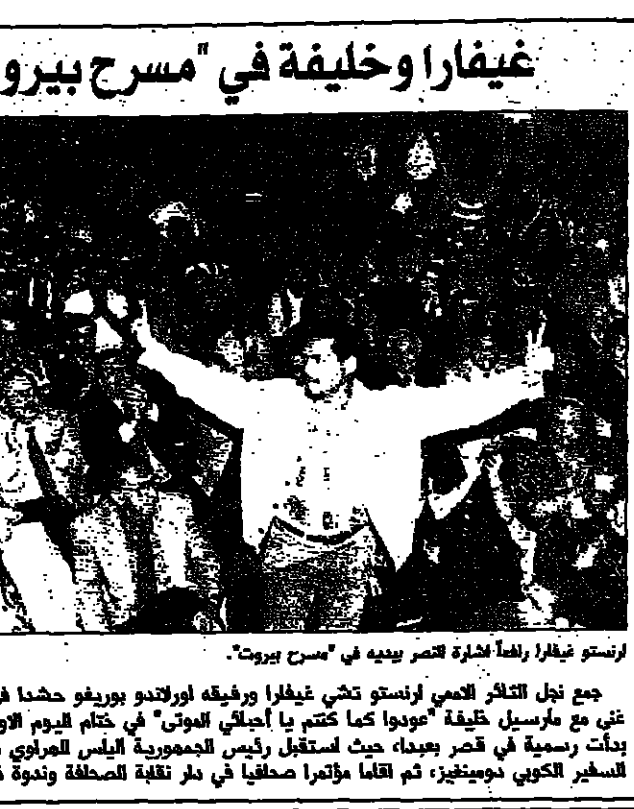 غيفارا وخليفة في "مسرح بيرو
ارنستو غيفارا رافعاً اشارة النصر بيديه في "مسرح بيروت".
جمع نجل الثائر الاممي ارنستو تشي غيفارا ورفيقه اورلاندو بوريغو حشدا في
غنى مع مارسيل خليفة "عودوا كما كنتم يا أحبائي الموتى" في ختام اليوم الاو
بدأت رسمية في قصر بعبدا، حيث استقبل رئيس الجمهورية الياس الهراوي
السفير الكوبي دومينغيز، ثم اقاما مؤتمرا صحافيا في دار نقابة الصحافة وندوة